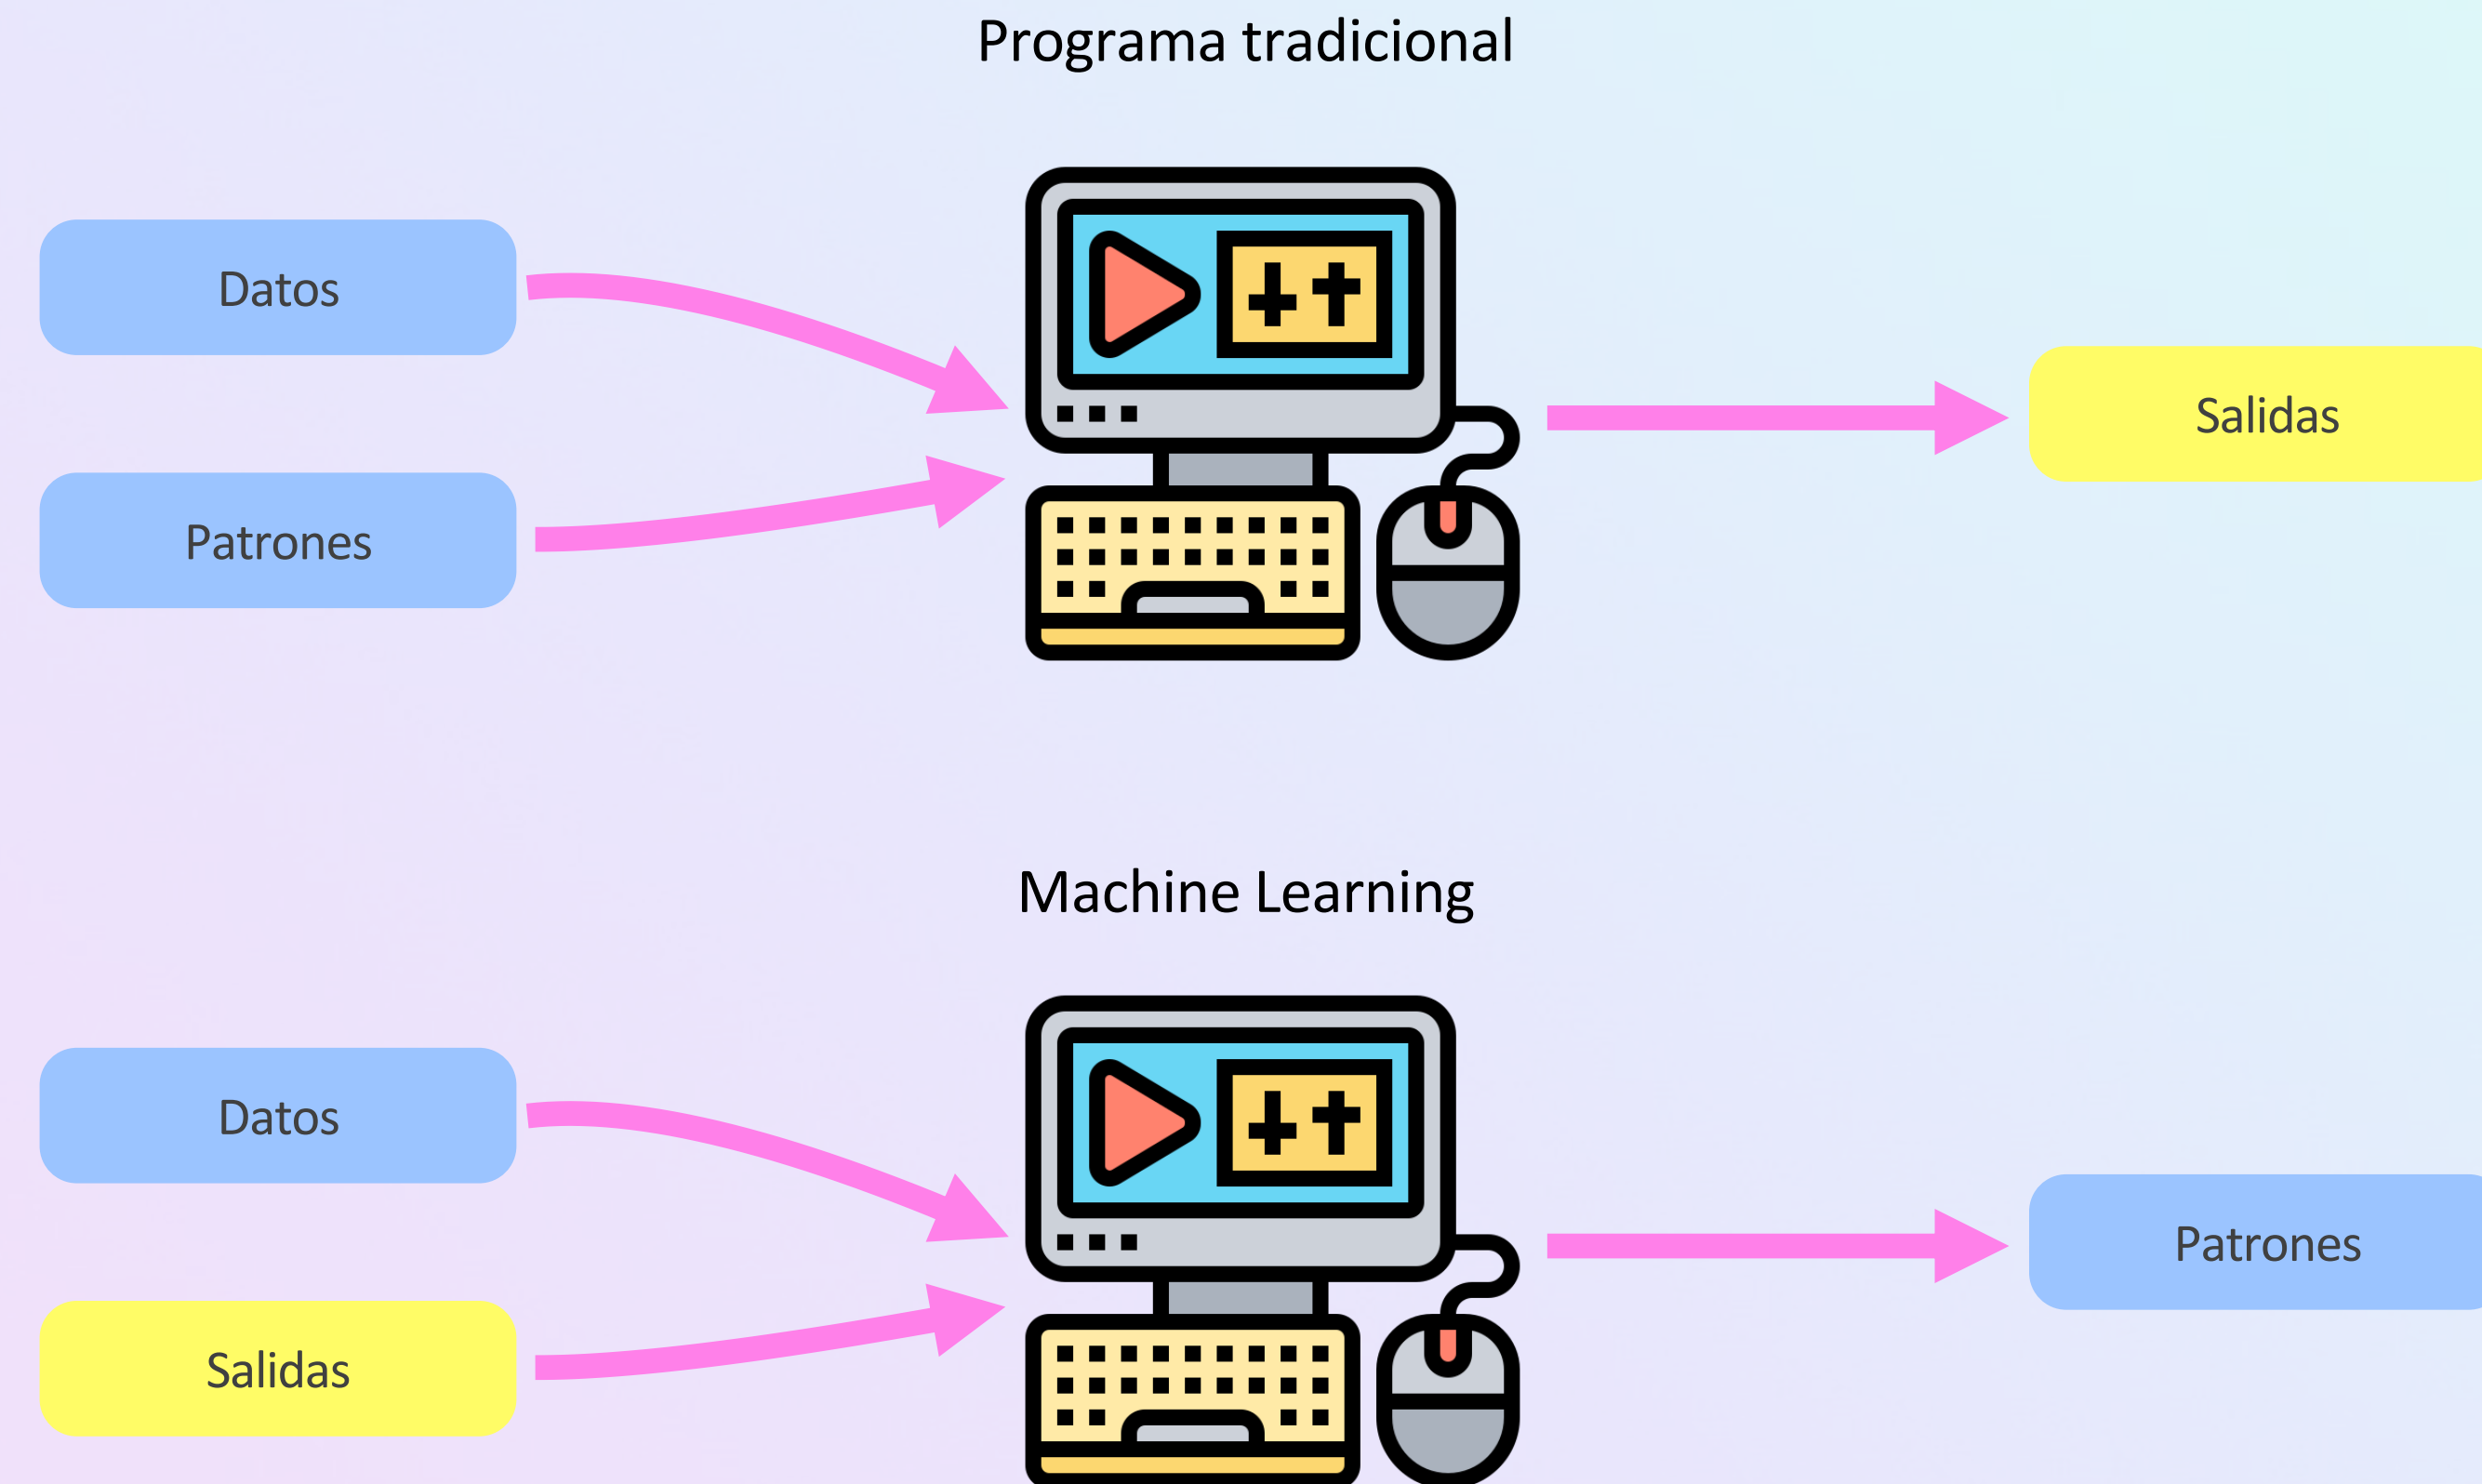 Programa tradicional
Datos
Patrones
Salidas
Machine Learning
Datos
Salidas
Patrones